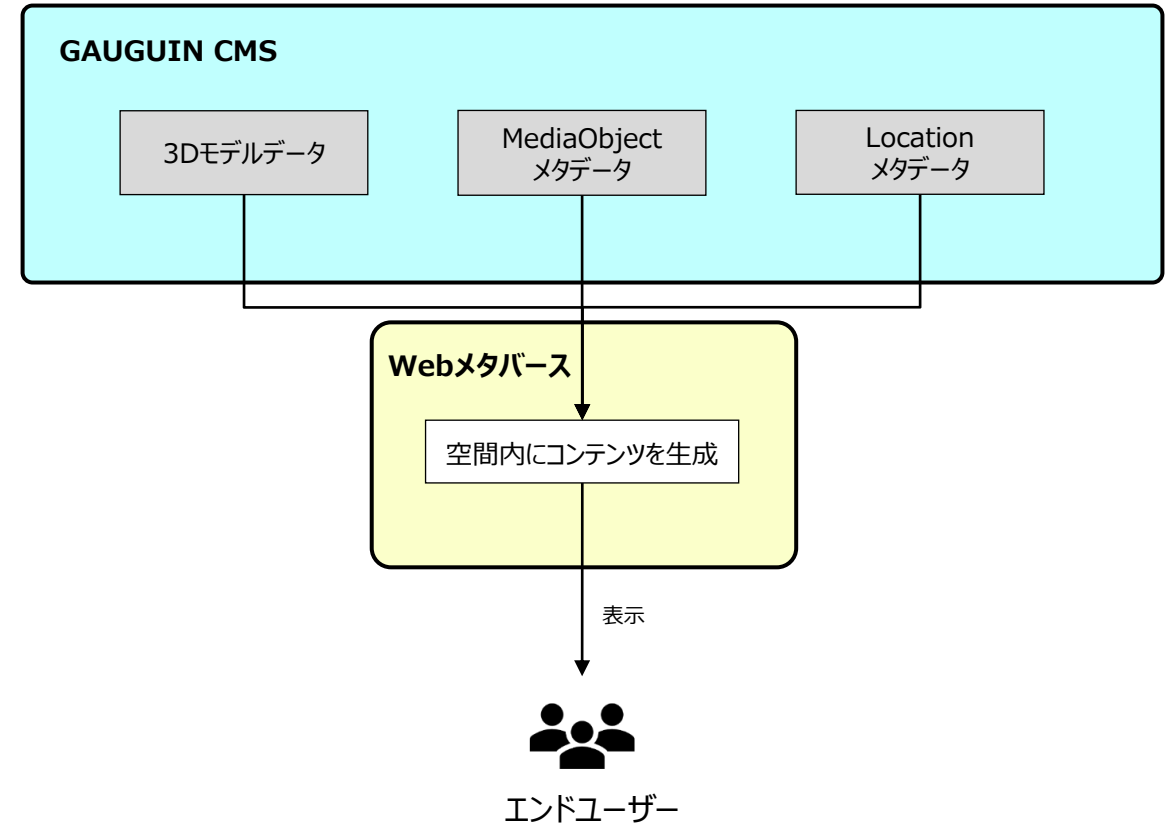 GAUGUIN CMS
3Dモデルデータ
MediaObject
メタデータ
Location
メタデータ
Webメタバース
空間内にコンテンツを生成
表示
エンドユーザー